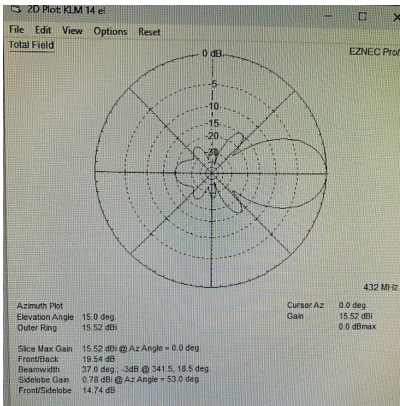 2D Plot: KLM 14 el
File Edit View Options Reset
Total Field
EZNEC Pro/
0 dB
-5
-10
-15
-20
-30
432 MHz
Azimuth Plot
Elevation Angle 15.0 deg.
Outer Ring 15.52 dBi
Cursor Az 0.0 deg.
Gain 15.52 dBi
0.0 dBmax
Slice Max Gain 15.52 dBi @ Az Angle = 0.0 deg.
Front/Back 19.54 dB
Beamwidth 37.0 deg.; -3dB @ 341.5, 18.5 deg.
Sidelobe Gain 0.78 dBi @ Az Angle = 53.0 deg.
Front/Sidelobe 14.74 dB